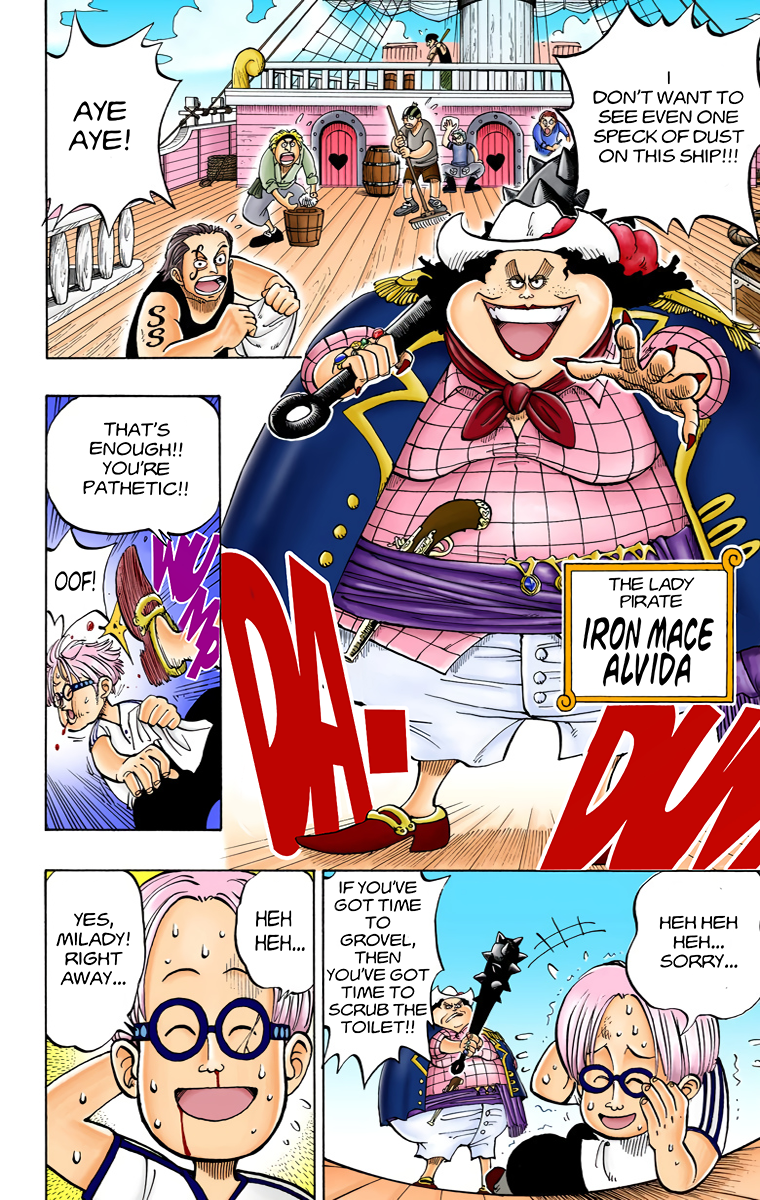 I
DON'T WANT TO
SEE EVEN ONE
SPECK OF DUST
ON THIS SHIP!!!
AYE
AYE!
SS
THE LADY
PIRATE
IRON MACE
ALVIDA
DA-
DUM
THAT'S
ENOUGH!!
YOU'RE
PATHETIC!!
WUMP
OOF!
HEH HEH
HEH...
SORRY...
IF YOU'VE
GOT TIME
TO
GROVEL,
THEN
YOU'VE GOT
TIME TO
SCRUB THE
TOILET!!
HEH
HEH...
YES,
MILADY!
RIGHT
AWAY...